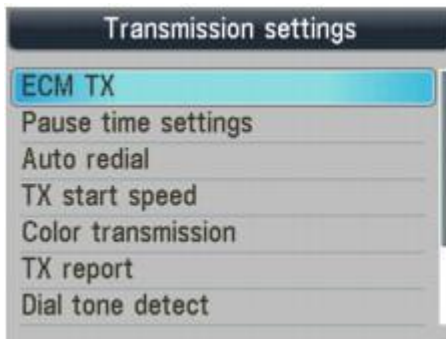 Transmission settings
ECM TX
Pause time settings
Auto redial
TX start speed
Color transmission
TX report
Dial tone detect